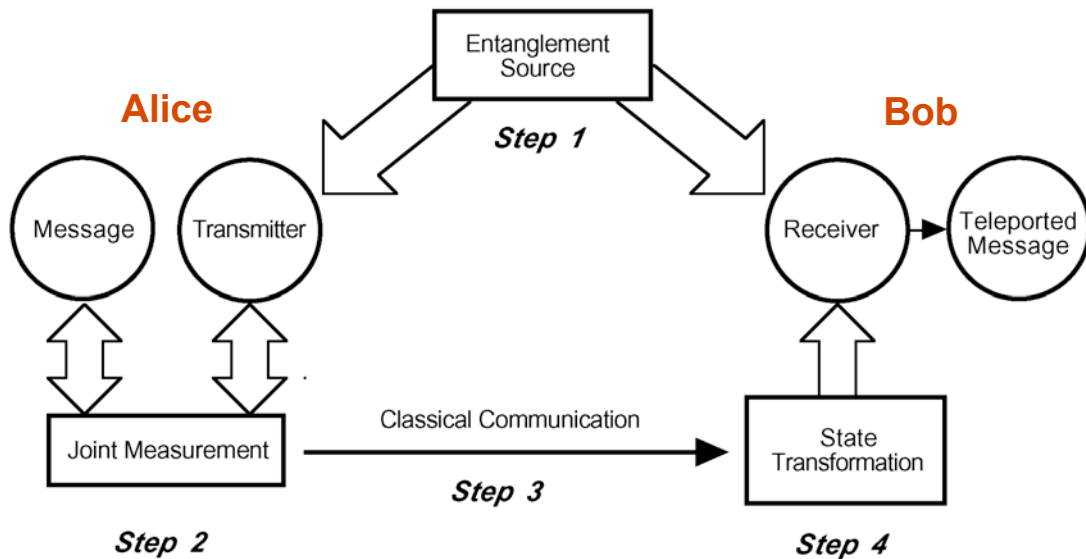 Entanglement
Source
Alice
Bob
Step 1
Message
Transmitter
Receiver
Teleported
Message
Joint Measurement
Classical Communication
State
Transformation
Step 3
Step 2
Step 4